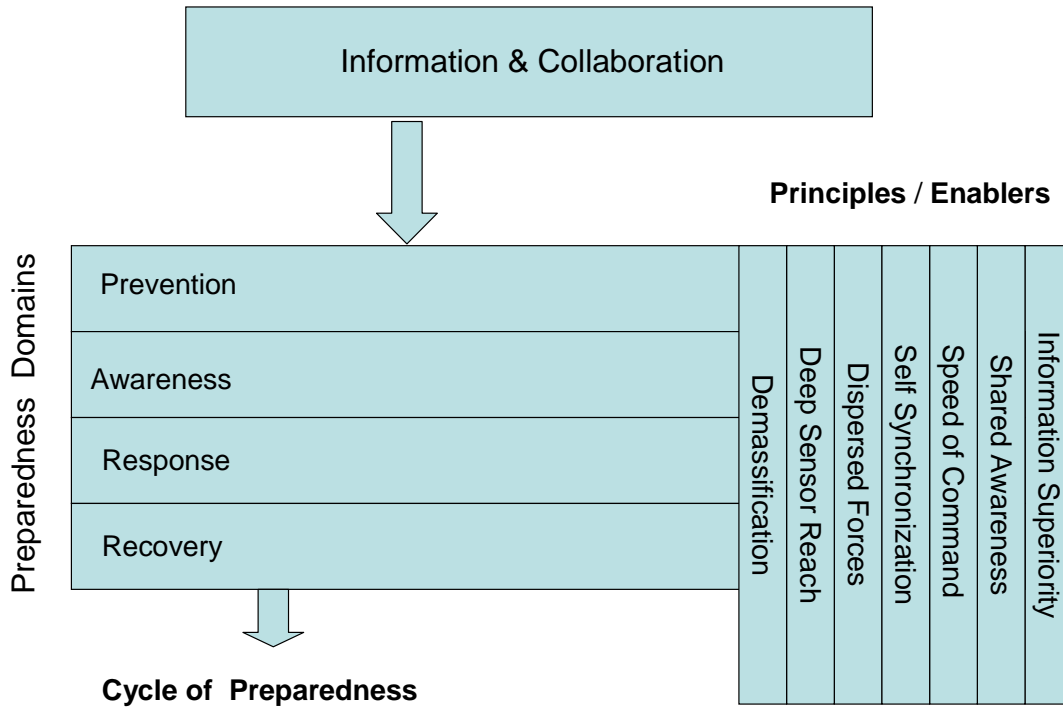 Information & Collaboration
Principles / Enablers
Preparedness Domains
Prevention
Awareness
Response
Recovery
Demassification
Deep Sensor Reach
Dispersed Forces
Self Synchronization
Speed of Command
Shared Awareness
Information Superiority
Cycle of Preparedness